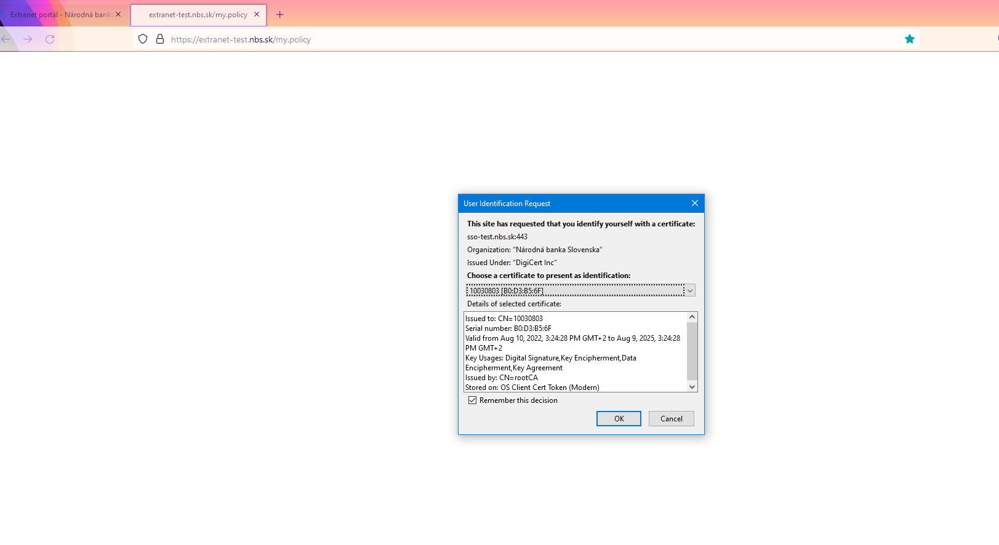 Extranet portál - Národná bank
extranet-test.nbs.sk/my.policy
https://extranet-test.nbs.sk/my.policy
User Identification Request
This site has requested that you identify yourself with a certificate:
sso-test.nbs.sk:443
Organization: “Národná banka Slovenska”
Issued Under: “DigiCert Inc”
Choose a certificate to present as identification:
10030803 [B0:D3:B5:6F]
Details of selected certificate:
Issued to: CN=10030803
Serial number: B0:D3:B5:6F
Valid from Aug 10, 2022, 3:24:28 PM GMT+2 to Aug 9, 2025, 3:24:28
PM GMT+2
Key Usages: Digital Signature,Key Encipherment,Data
Encipherment,Key Agreement
Issued by: CN=rootCA
Stored on: OS Client Cert Token (Modern)
Remember this decision
OK
Cancel